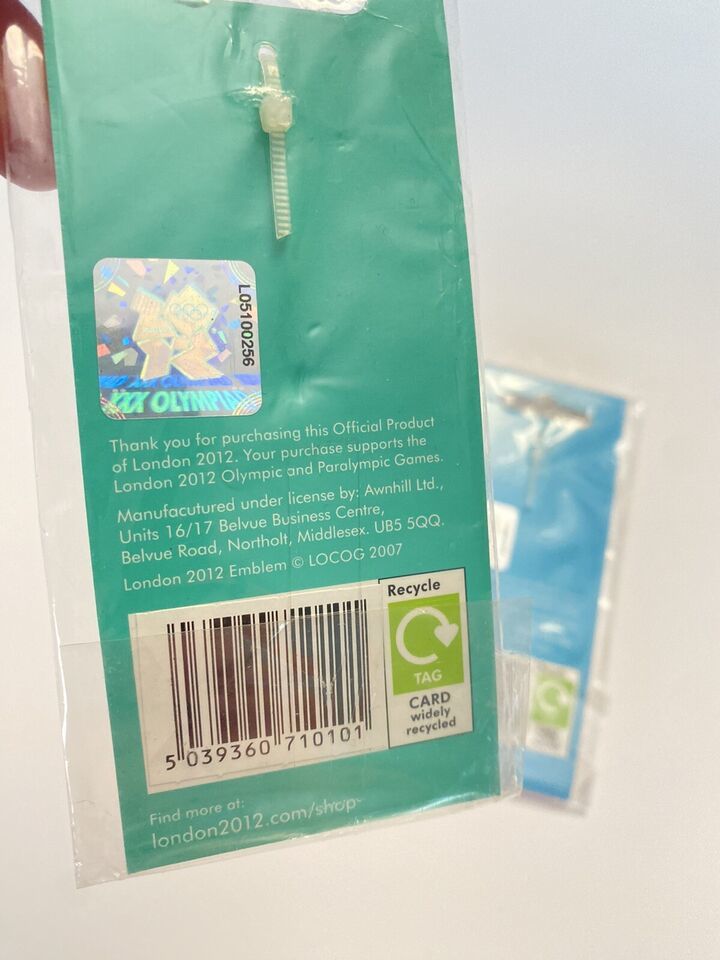 L05100256
XXX OLYMPIAD
Thank you for purchasing this Official Product
of London 2012. Your purchase supports the
London 2012 Olympic and Paralympic Games.
Manufacutured under license by: Awnhill Ltd.,
Units 16/17 Belvue Business Centre,
Belvue Road, Northolt, Middlesex. UB5 5QQ.
London 2012 Emblem © LOCOG 2007
Recycle
TAG
CARD
widely
recycled
5 039360 710101
Find more at:
london2012.com/shop